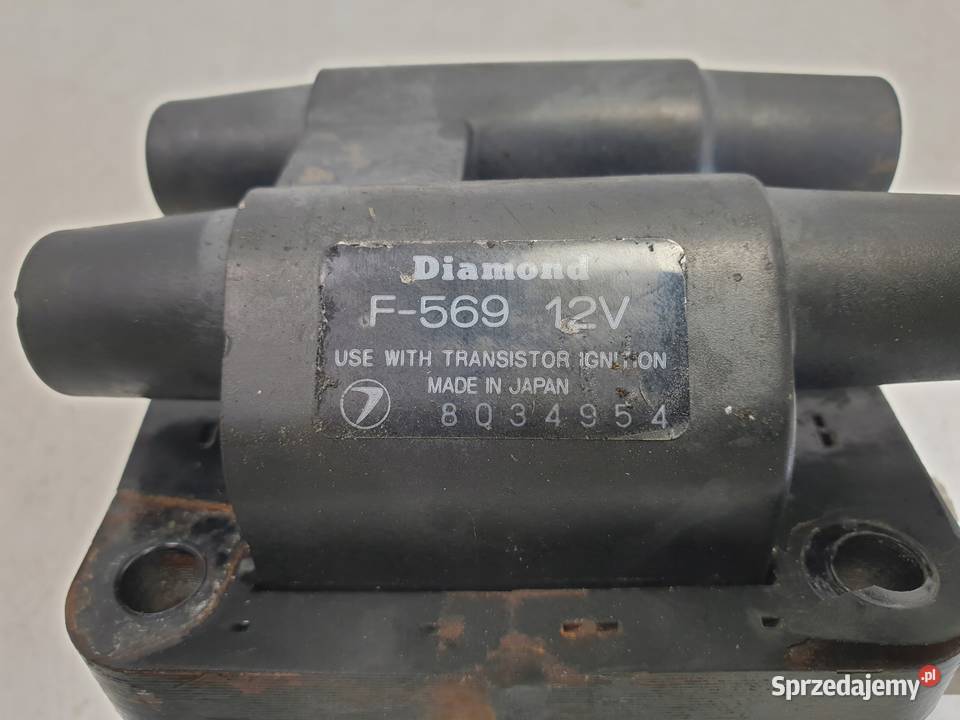 Diamond
F-569 12V
USE WITH TRANSISTOR IGNITION
MADE IN JAPAN
8Q34954
Sprzedajemy.pl